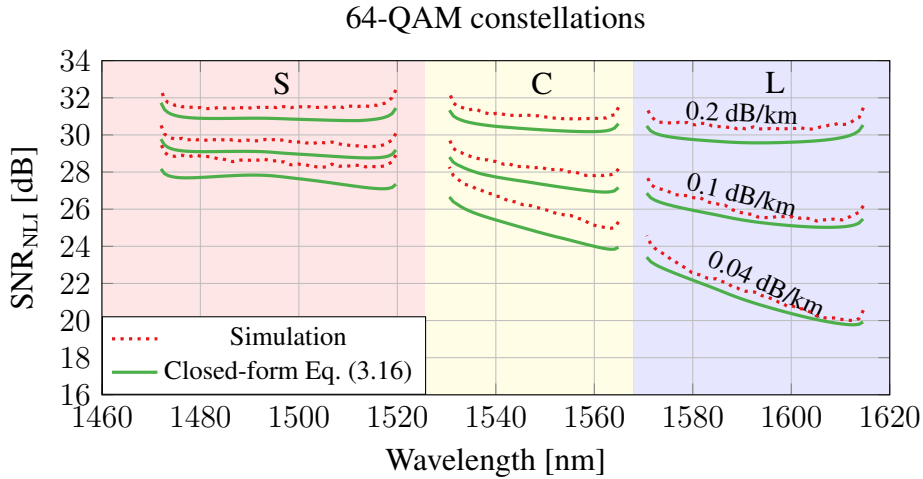 64-QAM constellations
SNR_NLI [dB]
34
32
30
28
26
24
22
20
18
16
S
C
L
0.2 dB/km
0.1 dB/km
0.04 dB/km
Simulation
Closed-form Eq. (3.16)
1460 1480 1500 1520 1540 1560 1580 1600 1620
Wavelength [nm]